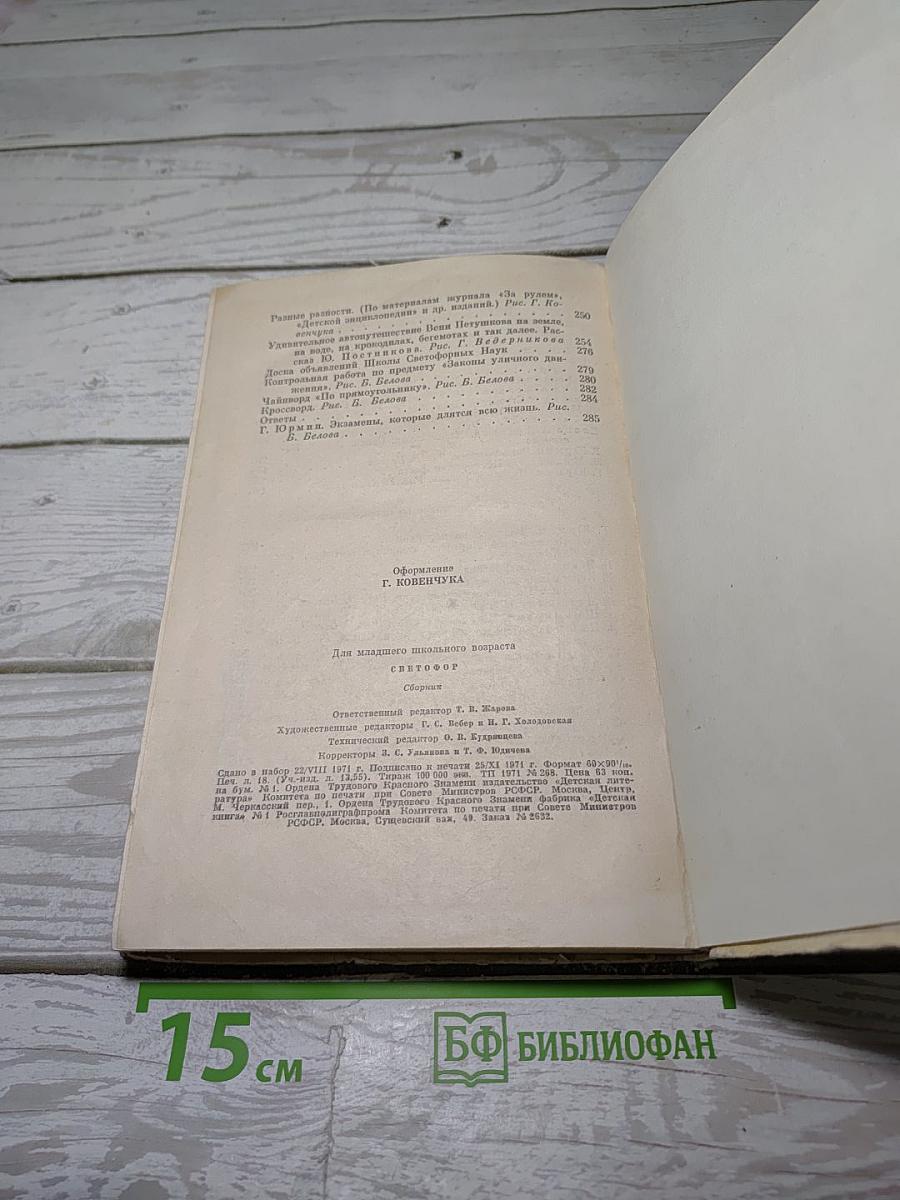 Разные разности. (По материалам журнала «За рулем»,
«Детской энциклопедии» и др. изданий.) Рис. Г. Ко-
венчука . . . . . . . . . . . . . . . . 250
Удивительное автопутешествие Вени Петушкова на земле,
на воде, на крокодилах, бегемотах и так далее. Рас-
сказ Ю. Постникова. Рис. Г. Ведерникова 254
Доска объявлений Школы Светофорных Наук . . . . 276
Контрольная работа по предмету «Законы уличного дви-
жения». Рис. Б. Белова . . . . . . . . . . . 279
Чайнворд «По прямоугольнику». Рис. Б. Белова . . . . 280
Кроссворд. Рис. Б. Белова . . . . . . . . . . 282
Ответы . . . . . . . . . . . . . . . . . 284
Г. Юрмин. Экзамены, которые длятся всю жизнь. Рис.
Б. Белова . . . . . . . . . . . . . . . . 285
Оформление
Г. КОВЕНЧУКА
Для младшего школьного возраста
СВЕТОФОР
Сборник
Ответственный редактор Т. В. Жарова
Художественные редакторы Г. С. Вебер и Н. Г. Холодовская
Технический редактор О. В. Кудрявцева
Корректоры З. С. Ульянова и Т. Ф. Юдичева
Сдано в набор 22/VIII 1971 г. Подписано к печати 25/XI 1971 г. Формат 60×90¹/₁₆.
Печ. л. 18. (Уч.-изд. л. 13,55). Тираж 100 000 экз. ТП 1971 № 268. Цена 63 коп.
на бум. № 1. Ордена Трудового Красного Знамени издательство «Детская лите-
ратура» Комитета по печати при Совете Министров РСФСР. Москва, Центр,
М. Черкасский пер., 1. Ордена Трудового Красного Знамени фабрика «Детская
книга» № 1 Росглавполиграфпрома Комитета по печати при Совете Министров
РСФСР. Москва, Сущевский вал, 49. Заказ № 2632.
15 см
БФ БИБЛИОФАН